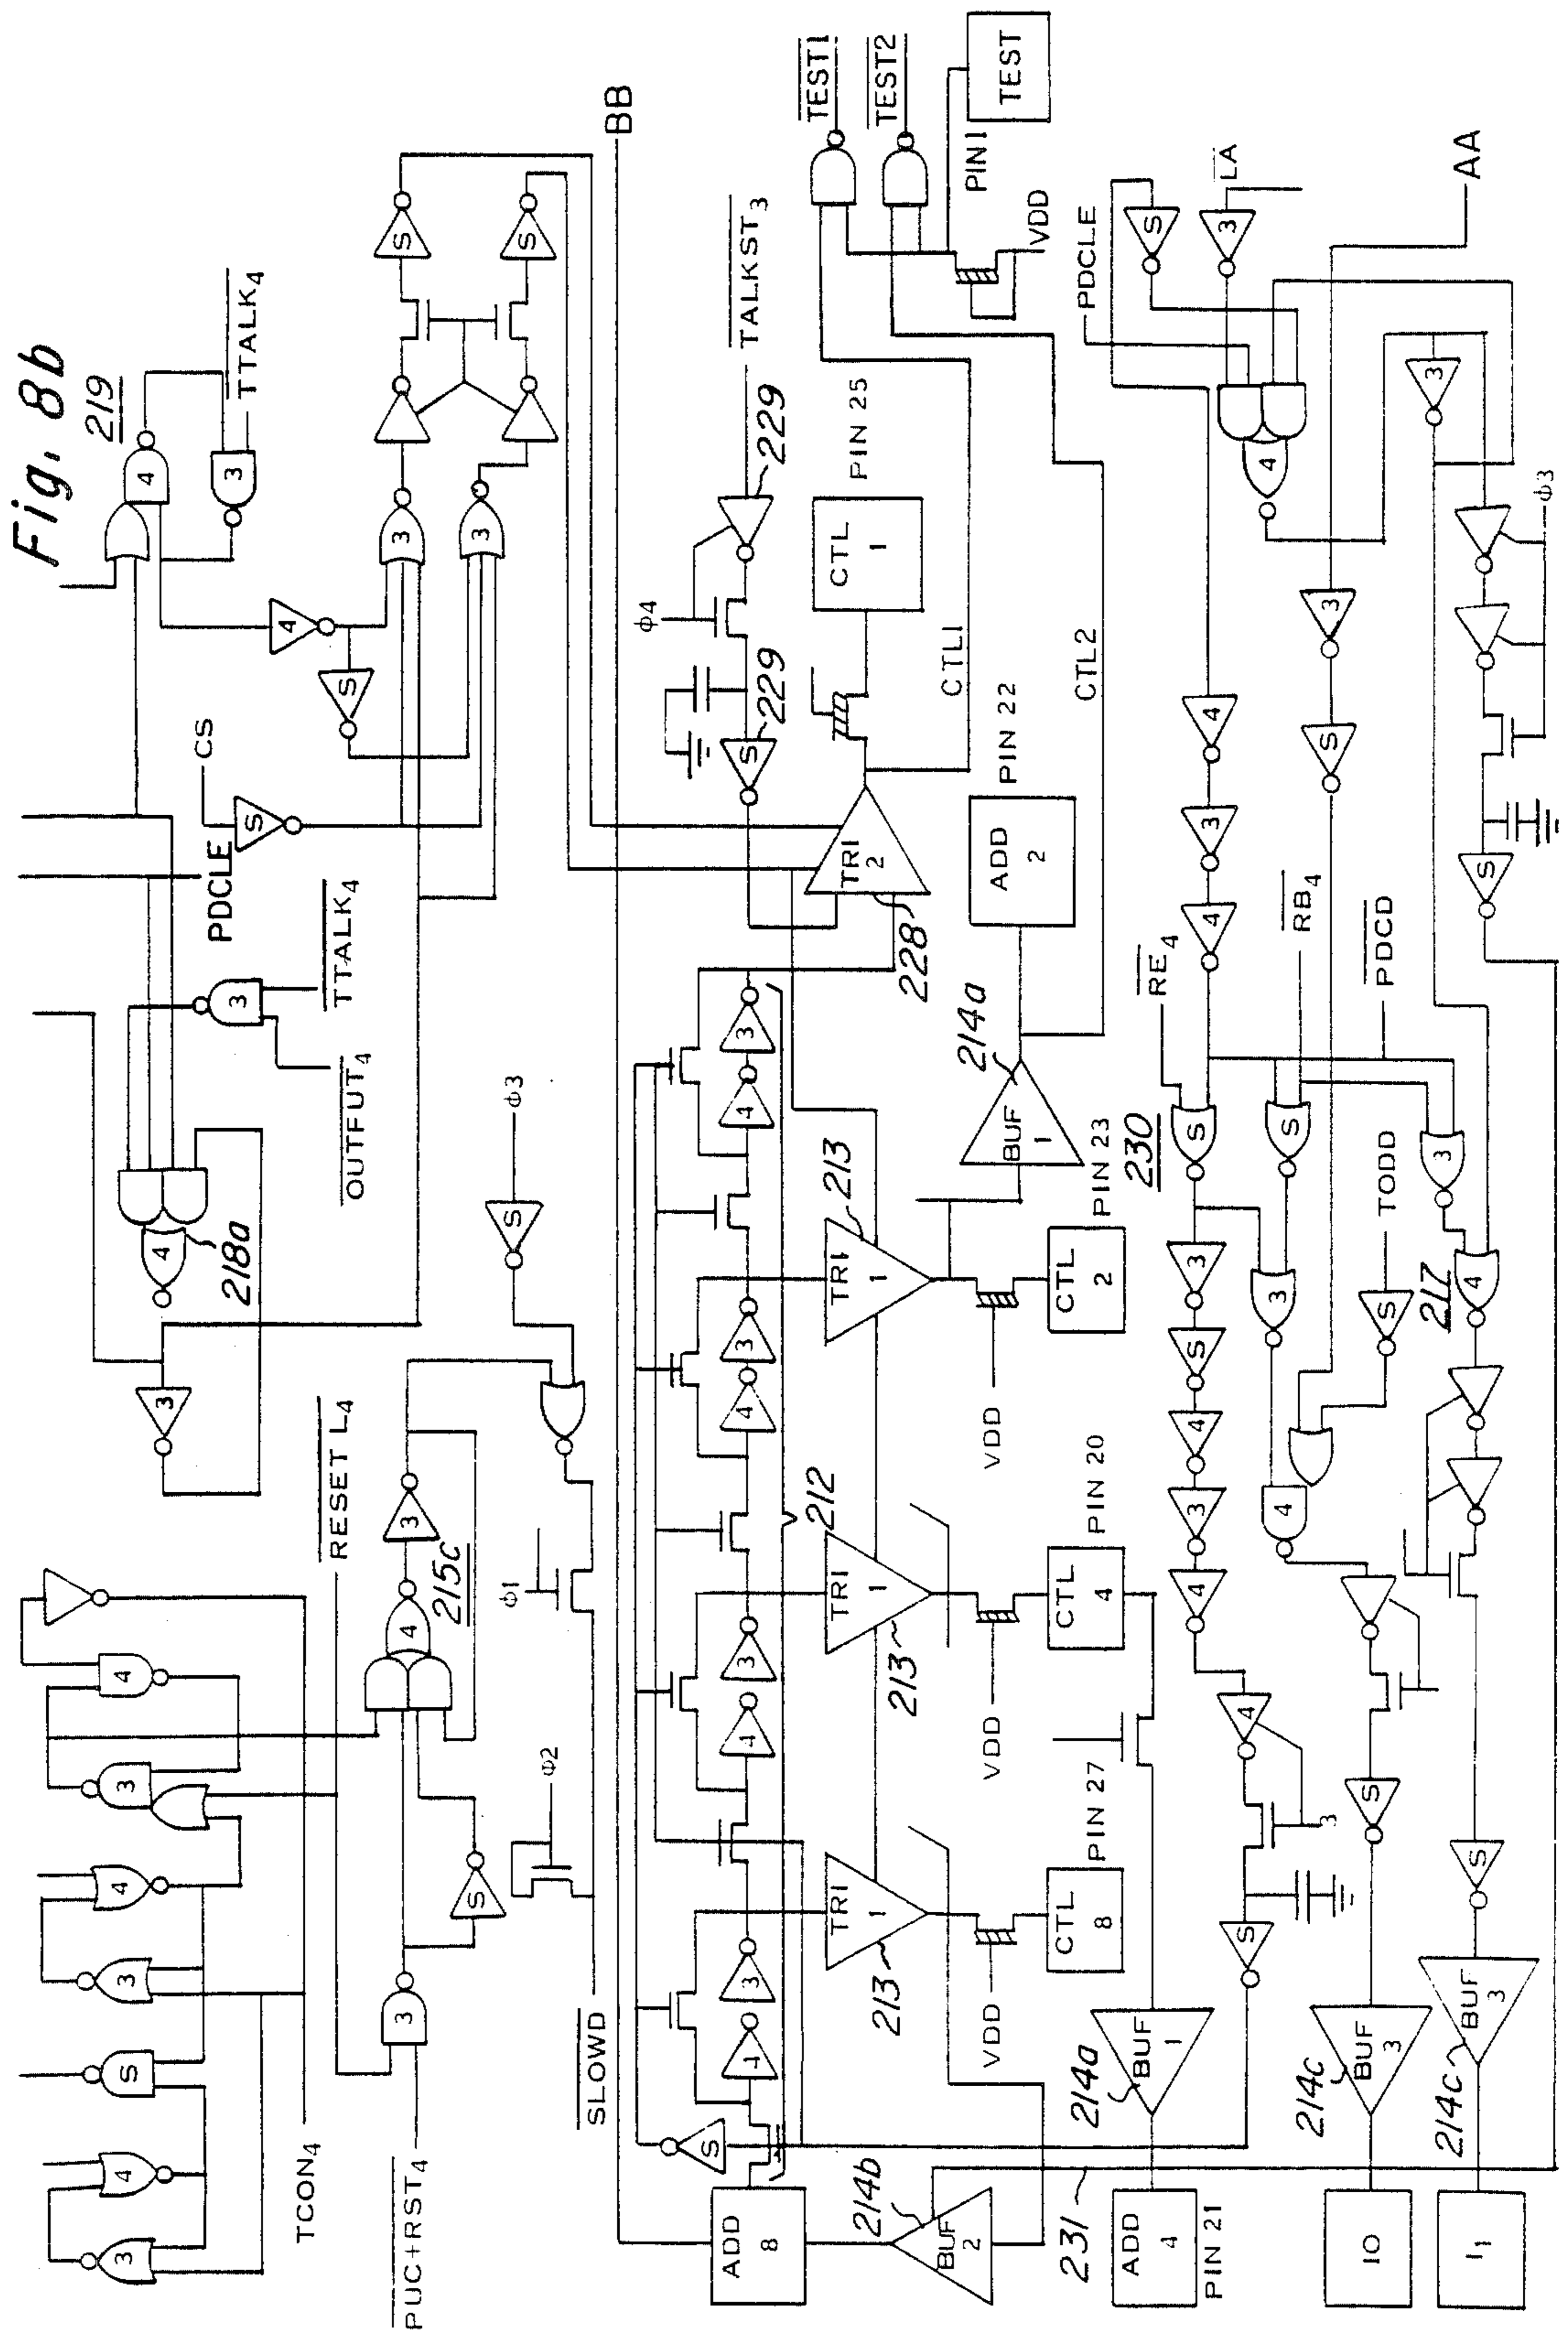 Fig. 8b
219
TTALK4
CS
PDCLE
TTALK4
OUTFUT4
218a
RESET L4
215c
TCON4
PUC+RST4
SLOWD
Φ1
Φ2
Φ3
BB
TALKST3
229
Φ4
229
TEST1
TEST2
TEST
PIN 1
VDD
PIN 25
CTL 1
CTL1
CTL2
PIN 22
ADD 2
TRI 2
228
214a
BUF 1
212
TRI 1
213
TRI 1
213
TRI 1
213
VDD
VDD
VDD
PIN 23
CTL 2
PIN 20
CTL 4
PIN 27
CTL 8
ADD 8
214b
BUF 2
231
ADD 4
PIN 21
214a
BUF 1
214c
BUF 3
IO
214c
BUF 3
I1
230
RE4
RB4
PDCD
TODD
217
PDCLE
LA
AA
Φ3
3